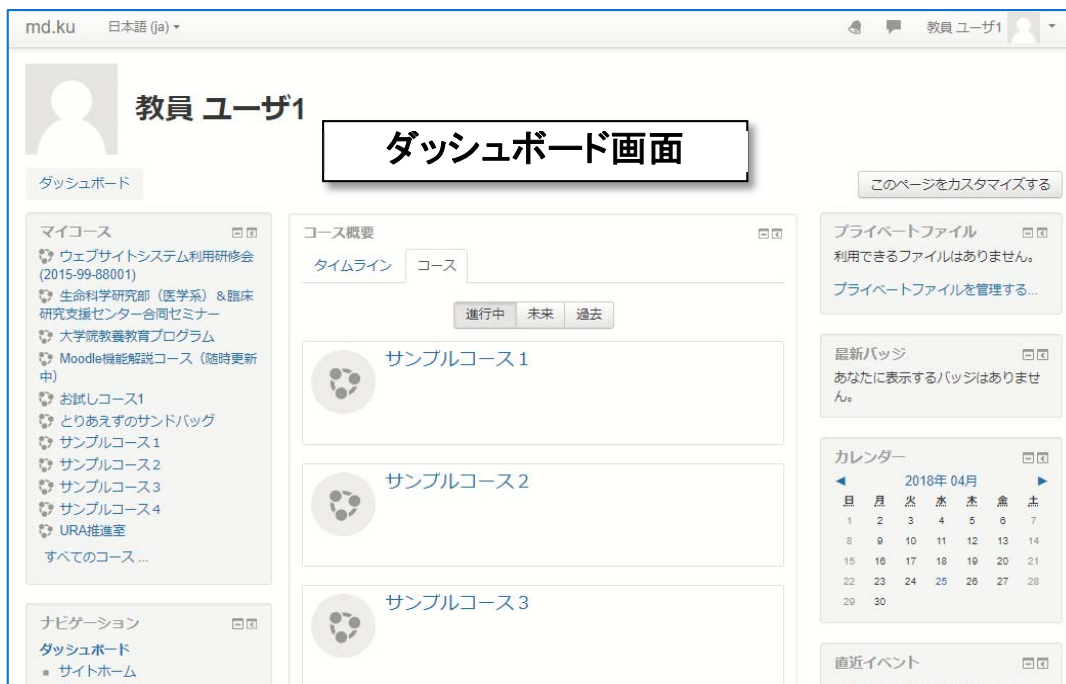 md.ku 日本語 (ja) 教員 ユーザ1
教員 ユーザ1
ダッシュボード画面
ダッシュボード
このページをカスタマイズする
マイコース
ウェブサイトシステム利用研修会
(2015-99-88001)
生命科学研究部（医学系）&臨床
研究支援センター合同セミナー
大学院教養教育プログラム
Moodle機能解説コース（随時更新
中）
お試しコース1
とりあえずのサンドバッグ
サンプルコース１
サンプルコース２
サンプルコース３
サンプルコース４
URA推進室
すべてのコース ...
ナビゲーション
ダッシュボード
サイトホーム
コース概要
タイムライン コース
進行中 未来 過去
サンプルコース１
サンプルコース２
サンプルコース３
プライベートファイル
利用できるファイルはありません。
プライベートファイルを管理する...
最新バッジ
あなたに表示するバッジはありませ
ん。
カレンダー
◀ 2018年 04月 ▶
日 月 火 水 木 金 土
1 2 3 4 5 6 7
8 9 10 11 12 13 14
15 16 17 18 19 20 21
22 23 24 25 26 27 28
29 30
直近イベント